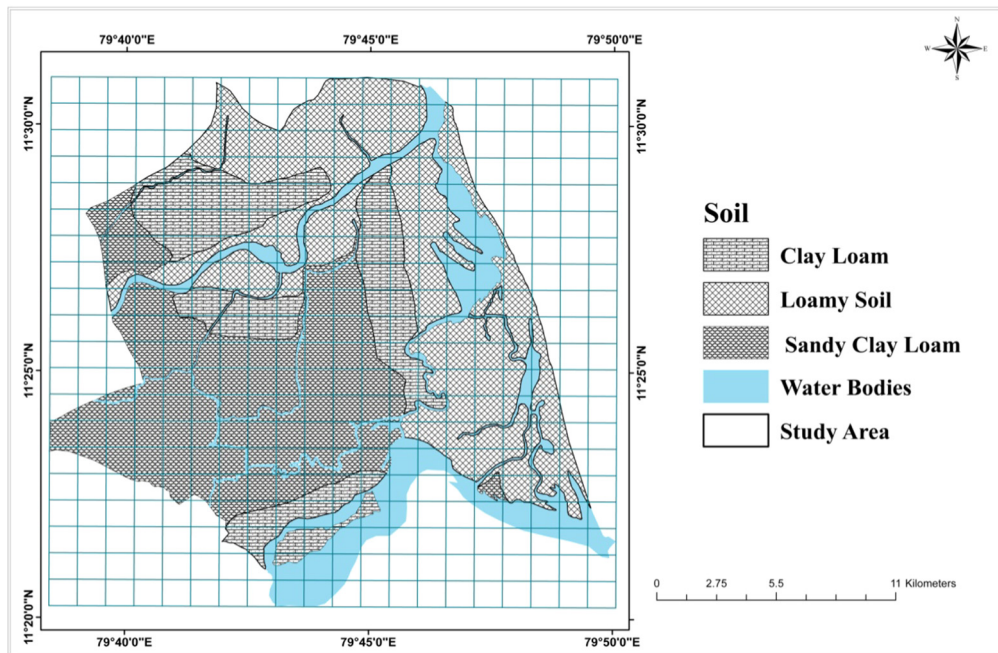 79°40'0"E 79°45'0"E 79°50'0"E
N
W E
S
11°30'0"N 11°30'0"N
Soil
Clay Loam
Loamy Soil
Sandy Clay Loam
11°25'0"N 11°25'0"N
Water Bodies
Study Area
0 2.75 5.5 11 Kilometers
11°20'0"N
79°40'0"E 79°45'0"E 79°50'0"E